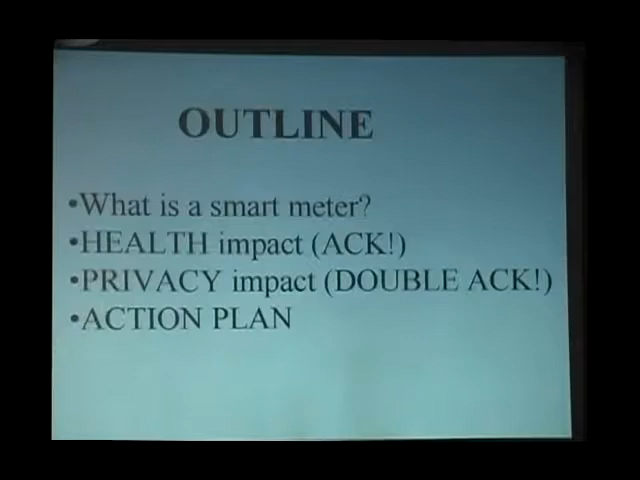 OUTLINE
•What is a smart meter?
•HEALTH impact (ACK!)
•PRIVACY impact (DOUBLE ACK!)
•ACTION PLAN